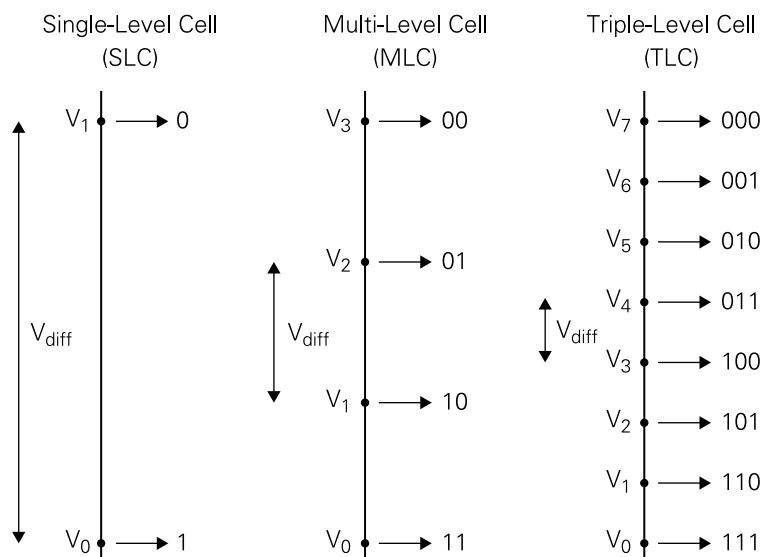 Single-Level Cell
(SLC)
V1 0
Vdiff
V0 1
Multi-Level Cell
(MLC)
V3 00
V2 01
Vdiff
V1 10
V0 11
Triple-Level Cell
(TLC)
V7 000
V6 001
V5 010
V4 011
Vdiff
V3 100
V2 101
V1 110
V0 111